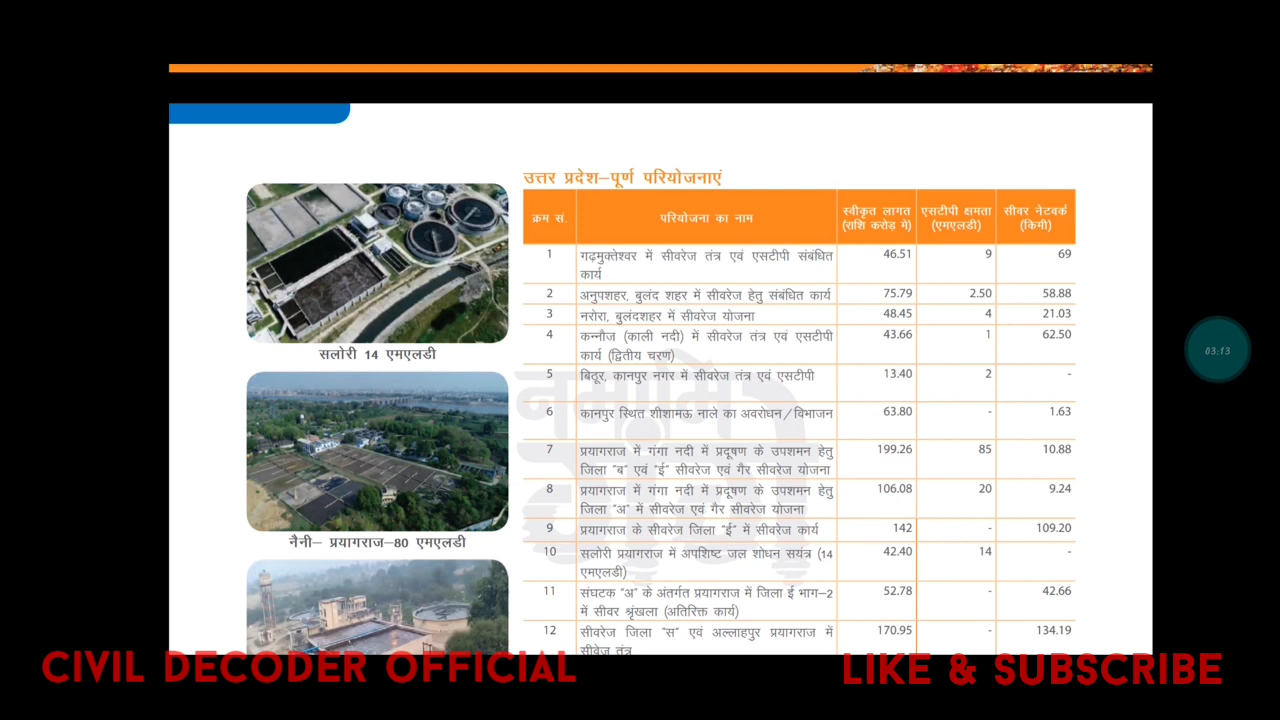 उत्तर प्रदेश–पूर्ण परियोजनाएं
क्रम सं. परियोजना का नाम स्वीकृत लागत (राशि करोड़ में) एसटीपी क्षमता (एमएलडी) सीवर नेटवर्क (किमी)
1 गढ़मुक्तेश्वर में सीवरेज तंत्र एवं एसटीपी संबंधित 46.51 9 69
कार्य
2 अनुपशहर, बुलंद शहर में सीवरेज हेतु संबंधित कार्य 75.79 2.50 58.88
3 नरोरा, बुलंदशहर में सीवरेज योजना 48.45 4 21.03
4 कन्नौज (काली नदी) में सीवरेज तंत्र एवं एसटीपी 43.66 1 62.50
कार्य (द्वितीय चरण)
5 बिठूर, कानपुर नगर में सीवरेज तंत्र एवं एसटीपी 13.40 2 -
6 कानपुर स्थित शीशामऊ नाले का अवरोधन/विभाजन 63.80 - 1.63
7 प्रयागराज में गंगा नदी में प्रदूषण के उपशमन हेतु 199.26 85 10.88
जिला "ब" एवं "ई" सीवरेज एवं गैर सीवरेज योजना
8 प्रयागराज में गंगा नदी में प्रदूषण के उपशमन हेतु 106.08 20 9.24
जिला "अ" में सीवरेज एवं गैर सीवरेज योजना
9 प्रयागराज के सीवरेज जिला "ई" में सीवरेज कार्य 142 - 109.20
10 सलोरी प्रयागराज में अपशिष्ट जल शोधन सयंत्र (14 42.40 14 -
एमएलडी)
11 संघटक "अ" के अंतर्गत प्रयागराज में जिला ई भाग–2 52.78 - 42.66
में सीवर श्रृंखला (अतिरिक्त कार्य)
12 सीवरेज जिला "स" एवं अल्लाहपुर प्रयागराज में 170.95 - 134.19
सीवेज तंत्र
सलोरी 14 एमएलडी
नैनी– प्रयागराज–80 एमएलडी
नमामि
गंगे
03:13
CIVIL DECODER OFFICIAL
LIKE & SUBSCRIBE